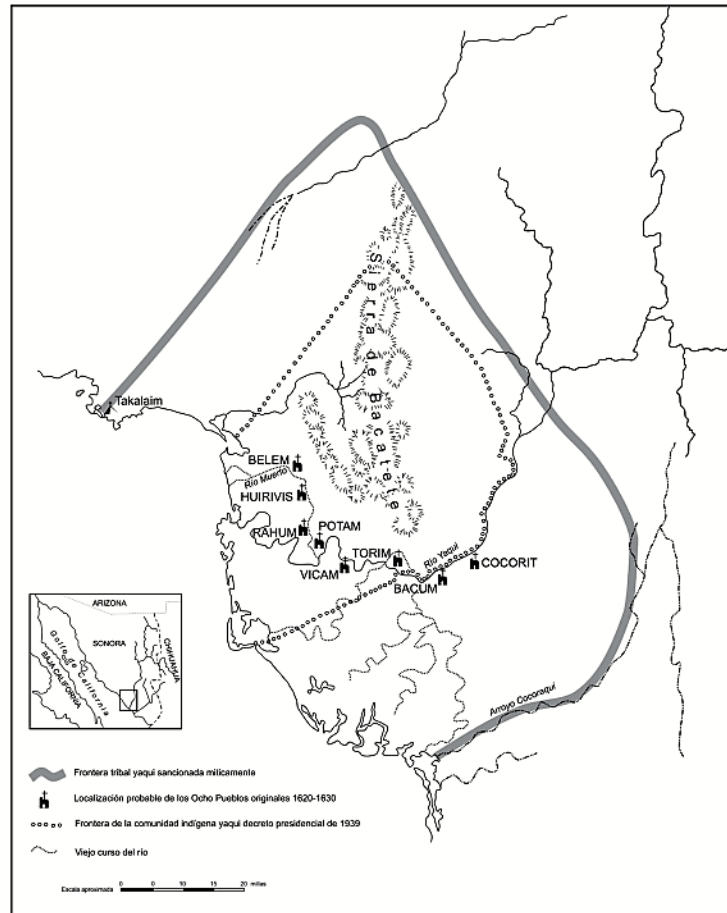 Takalaim
Sierra de Bacatete
BELEM
Río Muerto
HUIRIVIS
RAHUM
POTAM
VICAM
TORIM
Río Yaqui
BACUM
COCORIT
Arroyo Cocoraqui
ARIZONA
SONORA
CHIHUAHUA
Golfo de California
BAJA CALIFORNIA
Frontera tribal yaqui sancionada míticamente
Localización probable de los Ocho Pueblos originales 1620-1630
Frontera de la comunidad indígena yaqui decreto presidencial de 1939
Viejo curso del río
Escala aproximada 0 5 10 15 20 millas